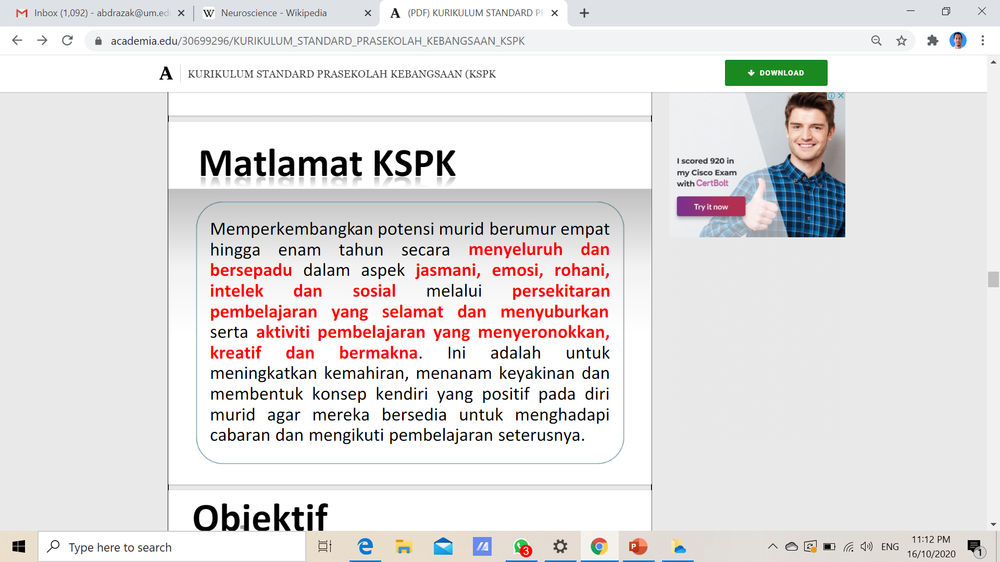 Inbox (1,092) - abdrazak@um.ed
Neuroscience - Wikipedia
(PDF) KURIKULUM STANDARD PR
academia.edu/30699296/KURIKULUM_STANDARD_PRASEKOLAH_KEBANGSAAN_KSPK
KURIKULUM STANDARD PRASEKOLAH KEBANGSAAN (KSPK
DOWNLOAD
Matlamat KSPK
Memperkembangkan potensi murid berumur empat
hingga enam tahun secara menyeluruh dan
bersepadu dalam aspek jasmani, emosi, rohani,
intelek dan sosial melalui persekitaran
pembelajaran yang selamat dan menyuburkan
serta aktiviti pembelajaran yang menyeronokkan,
kreatif dan bermakna. Ini adalah untuk
meningkatkan kemahiran, menanam keyakinan dan
membentuk konsep kendiri yang positif pada diri
murid agar mereka bersedia untuk menghadapi
cabaran dan mengikuti pembelajaran seterusnya.
Objektif
I scored 920 in
my Cisco Exam
with CertBolt
Try it now
Type here to search
3
ENG
11:12 PM
16/10/2020
1